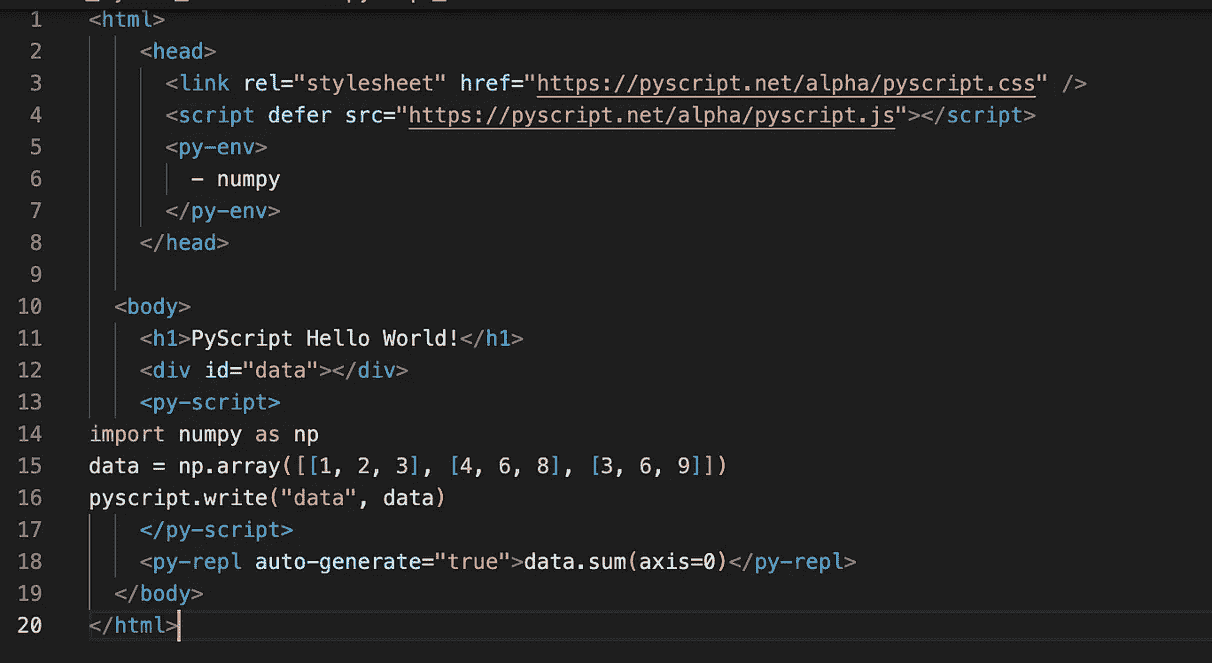 1 <html>
2 <head>
3 <link rel="stylesheet" href="https://pyscript.net/alpha/pyscript.css" />
4 <script defer src="https://pyscript.net/alpha/pyscript.js"></script>
5 <py-env>
6 - numpy
7 </py-env>
8 </head>
9
10 <body>
11 <h1>PyScript Hello World!</h1>
12 <div id="data"></div>
13 <py-script>
14 import numpy as np
15 data = np.array([[1, 2, 3], [4, 6, 8], [3, 6, 9]])
16 pyscript.write("data", data)
17 </py-script>
18 <py-repl auto-generate="true">data.sum(axis=0)</py-repl>
19 </body>
20 </html>